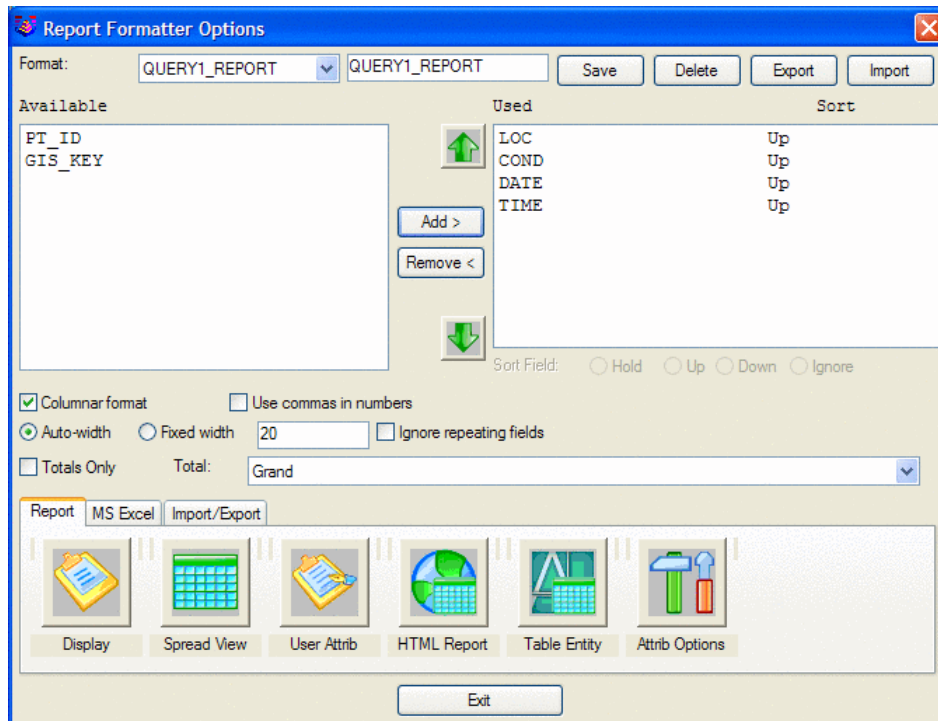 Report Formatter Options
Format: QUERY1_REPORT QUERY1_REPORT Save Delete Export Import
Available Used Sort
PT_ID LOC Up
GIS_KEY COND Up
DATE Up
TIME Up
Add >
Remove <
Sort Field: Hold Up Down Ignore
Columnar format Use commas in numbers
Auto-width Fixed width 20 Ignore repeating fields
Totals Only Total: Grand
Report MS Excel Import/Export
Display Spread View User Attrib HTML Report Table Entity Attrib Options
Exit